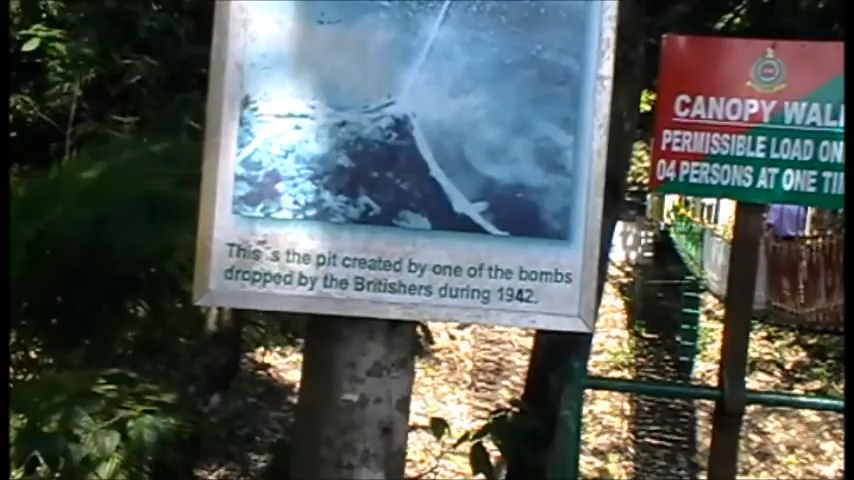 This is the pit created by one of the bombs
dropped by the Britishers during 1942.
CANOPY WAL
PERMISSIBLE LOAD ON
04 PERSONS AT ONE TI